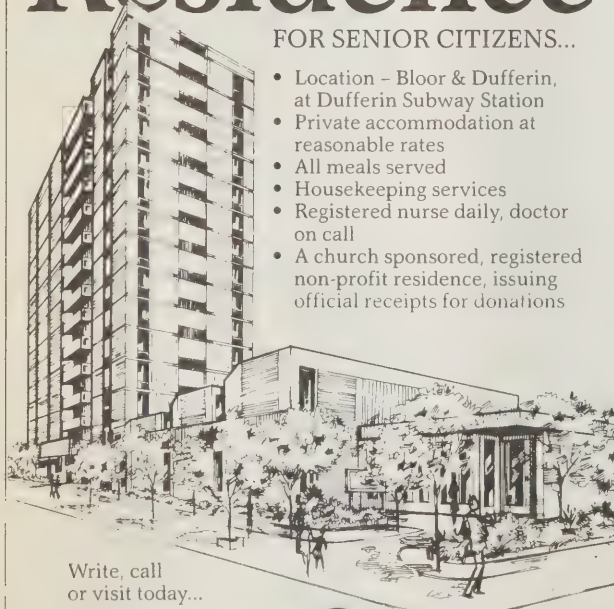 Residence
FOR SENIOR CITIZENS...
• Location – Bloor & Dufferin,
at Dufferin Subway Station
• Private accommodation at
reasonable rates
• All meals served
• Housekeeping services
• Registered nurse daily, doctor
on call
• A church sponsored, registered
non-profit residence, issuing
official receipts for donations
Write, call
or visit today...